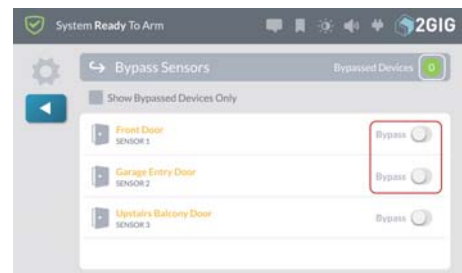 System Ready To Arm
2GIG
Bypass Sensors
Bypassed Devices 0
Show Bypassed Devices Only
Front Door
SENSOR 1
Bypass
Garage Entry Door
SENSOR 2
Bypass
Upstairs Balcony Door
SENSOR 3
Bypass